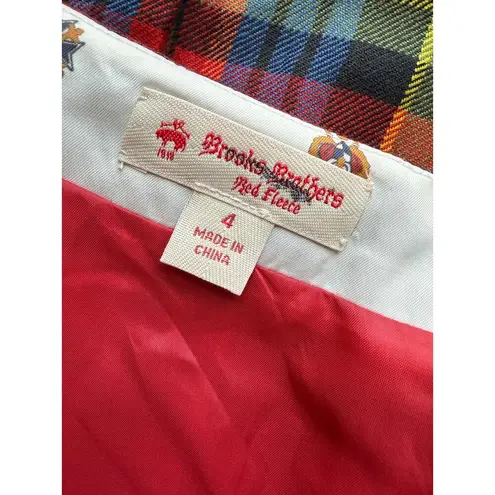 Brooks Brothers
Red Fleece
1818
4
MADE IN
CHINA